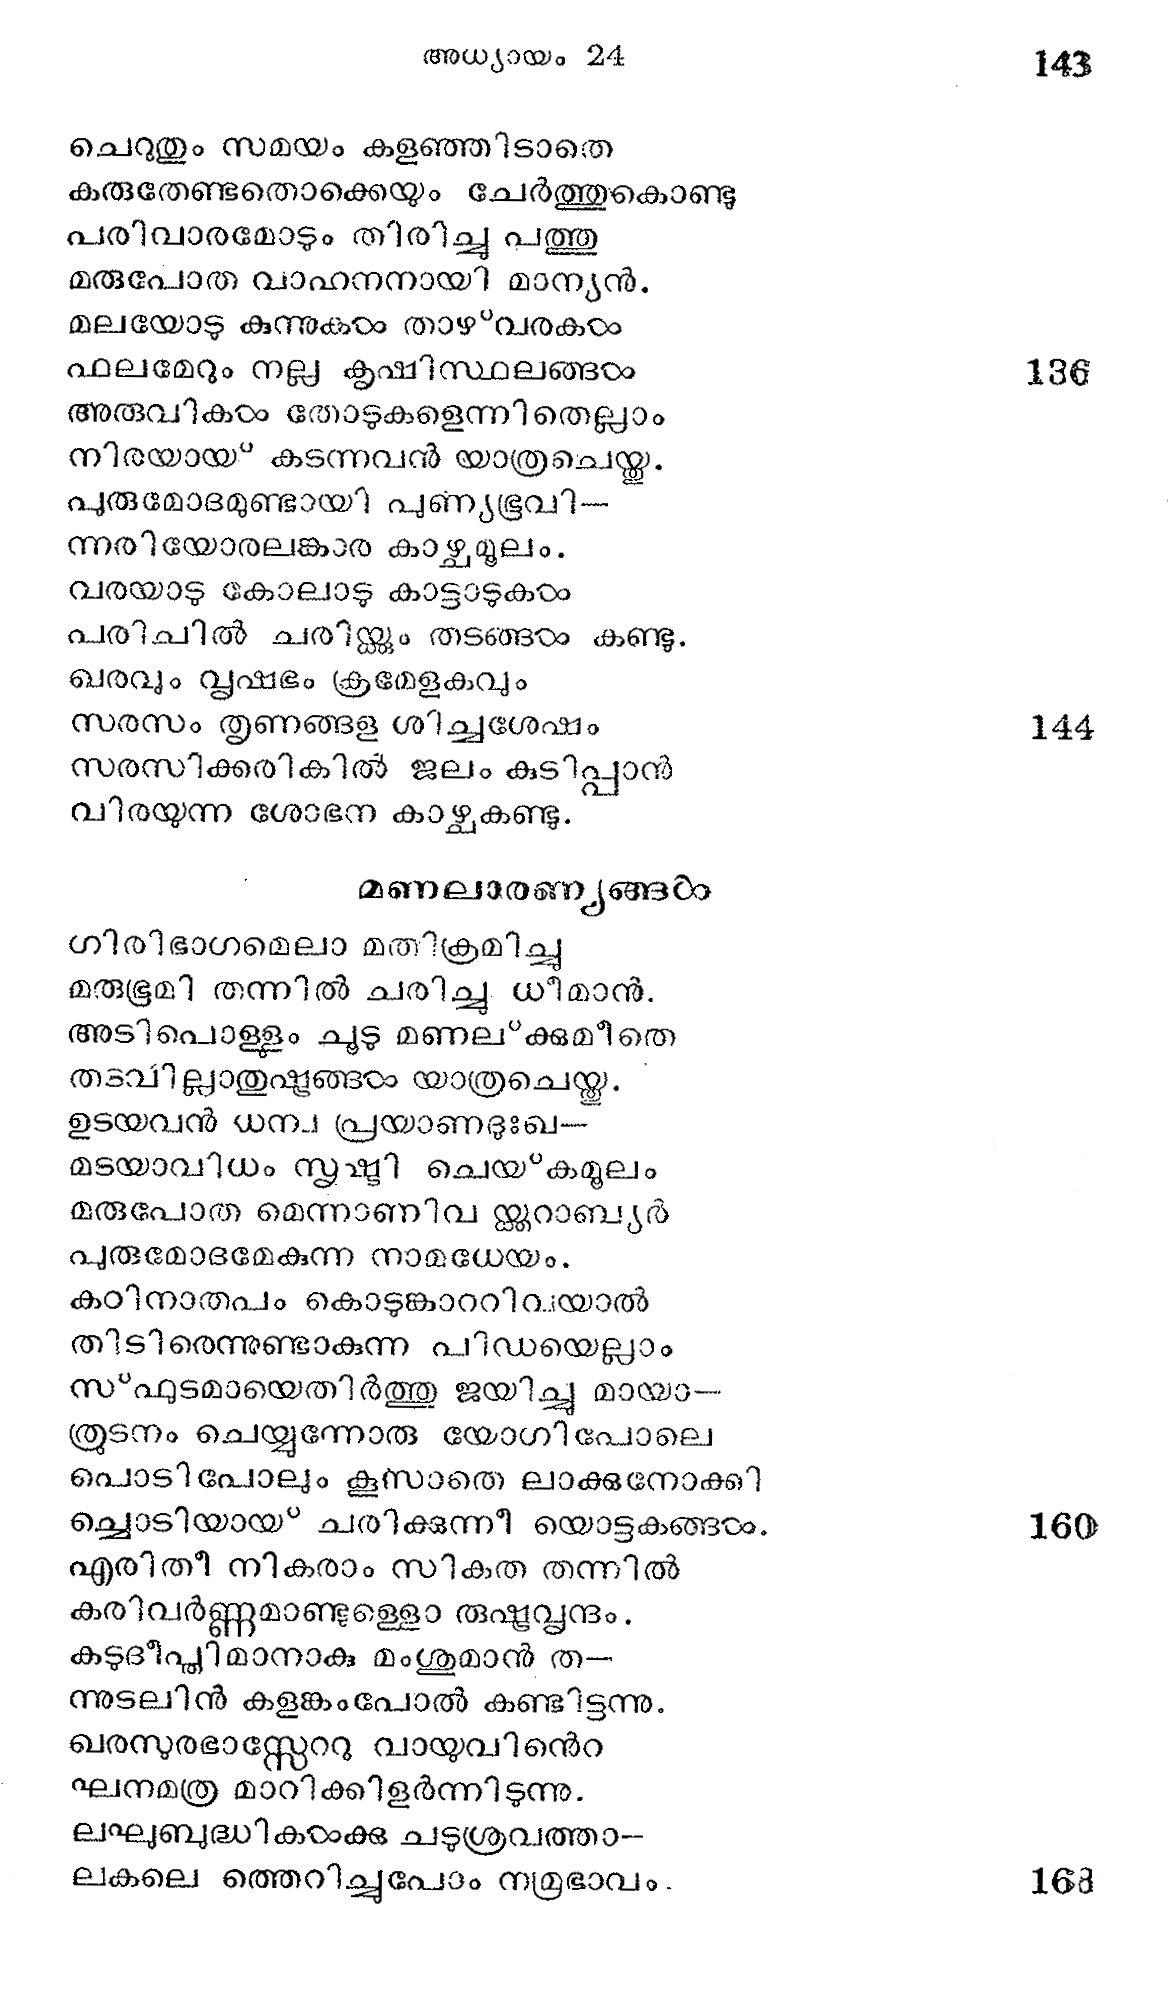 അധ്യായം 24
143
ചെറുതും സമയം കളഞ്ഞിടാതെ
കരുതേണ്ടതൊക്കെയും ചേർത്തുകൊണ്ടു
പരിവാരമോടും തിരിച്ചു പത്തു
മരുപോത വാഹനനായി മാന്യൻ.
മലയോടു കുന്നുകൾ താഴ്‌വരകൾ
ഫലമേറും നല്ല കൃഷിസ്ഥലങ്ങൾ 136
അരുവികൾ തോടുകളെന്നിതെല്ലാം
നിരയായ് കടന്നവൻ യാത്രചെയ്തു.
പുരുമോദമുണ്ടായി പുണ്യഭൂവി—
ന്നരിയോരലങ്കാര കാഴ്ചമൂലം.
വരയാടു കോലാടു കാട്ടാടുകൾ
പരിചിൽ ചരിയ്ക്കും തടങ്ങൾ കണ്ടു.
ഖരവും വൃഷഭം ക്രമേളകവും
സരസം തൃണങ്ങള ശിച്ചശേഷം 144
സരസിക്കരികിൽ ജലം കുടിപ്പാൻ
വിരയുന്ന ശോഭന കാഴ്ചകണ്ടു.
മണലാരണ്യങ്ങൾ
ഗിരിഭാഗമെലാ മതിക്രമിച്ചു
മരുഭൂമി തന്നിൽ ചരിച്ചു ധീമാൻ.
അടിപൊള്ളും ചൂടു മണല്ക്കുമീതെ
തടവില്ലാതുഷ്ട്രങ്ങൾ യാത്രചെയ്തു.
ഉടയവൻ ധന്വ പ്രയാണദുഃഖ—
മടയാവിധം സൃഷ്ടി ചെയ്കമൂലം
മരുപോത മെന്നാണിവ യ്ക്കറാബ്യർ
പുരുമോദമേകുന്ന നാമധേയം.
കഠിനാതപം കൊടുങ്കാററിവയാൽ
തിടിരെന്നുണ്ടാകുന്ന പിഡയെല്ലാം
സ്ഫുടമായെതിർത്തു ജയിച്ചു മായാ—
ത്രുടനം ചെയ്യുന്നോരു യോഗിപോലെ
പൊടിപോലും കൂസാതെ ലാക്കുനോക്കി
ച്ചൊടിയായ് ചരിക്കുന്നീ യൊട്ടകങ്ങൾ. 160
എരിതീ നികരാം സികത തന്നിൽ
കരിവർണ്ണമാണ്ടുള്ളൊ രുഷ്ട്രവൃന്ദം.
കടുദീപ്തിമാനാകു മംശുമാൻ ത—
ന്നുടലിൻ കളങ്കംപോൽ കണ്ടിടന്നു.
ഖരസുരഭാസ്സേററു വായുവിൻെറ
ഘനമത്ര മാറിക്കിളർന്നിടുന്നു.
ലഘുബുദ്ധികൾക്കു ചടുശ്രവത്താ—
ലകലെ ത്തെറിച്ചുപോം നമ്രഭാവം. 168